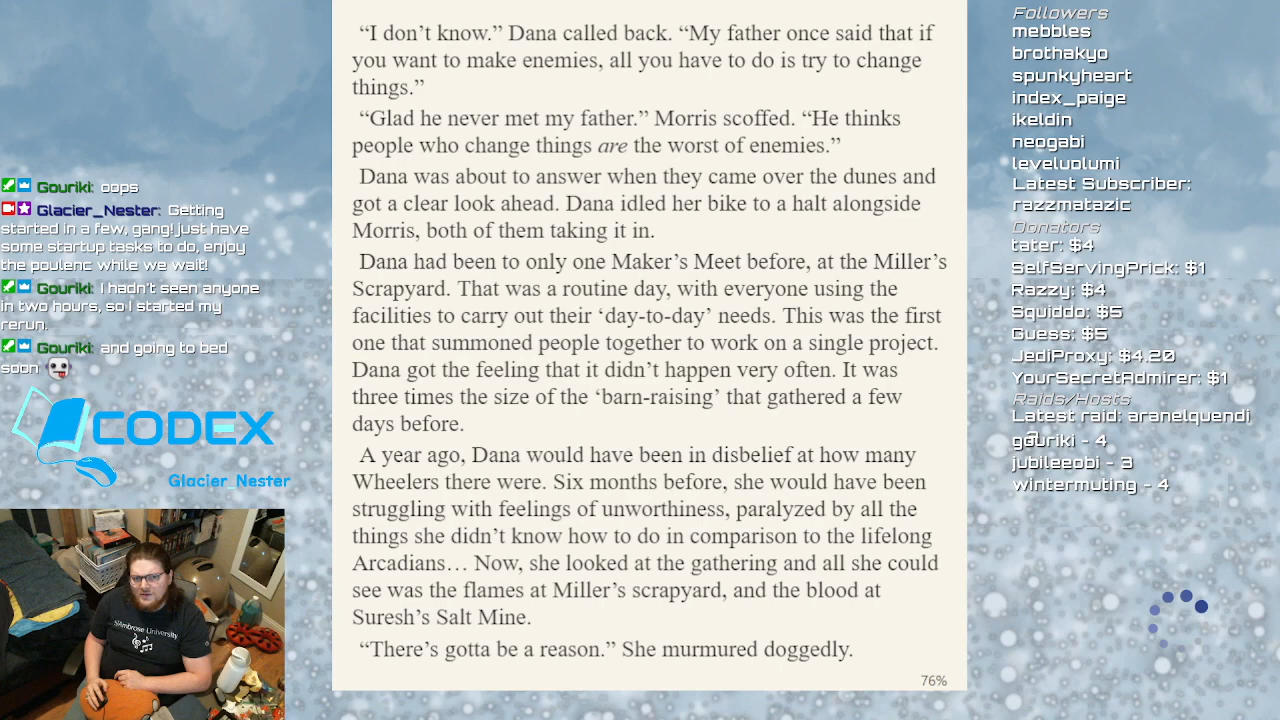 Gouriki: oops
Glacier_Nester: Getting
started in a few, gang! just have
some startup tasks to do, enjoy
the poulenc while we wait!
Gouriki: I hadn't seen anyone
in two hours, so I started my
rerun.
Gouriki: and going to bed
soon
CODEX
Glacier_Nester
St.Ambrose University
“I don’t know.” Dana called back. “My father once said that if
you want to make enemies, all you have to do is try to change
things.”
“Glad he never met my father.” Morris scoffed. “He thinks
people who change things are the worst of enemies.”
Dana was about to answer when they came over the dunes and
got a clear look ahead. Dana idled her bike to a halt alongside
Morris, both of them taking it in.
Dana had been to only one Maker’s Meet before, at the Miller’s
Scrapyard. That was a routine day, with everyone using the
facilities to carry out their ‘day-to-day’ needs. This was the first
one that summoned people together to work on a single project.
Dana got the feeling that it didn’t happen very often. It was
three times the size of the ‘barn-raising’ that gathered a few
days before.
A year ago, Dana would have been in disbelief at how many
Wheelers there were. Six months before, she would have been
struggling with feelings of unworthiness, paralyzed by all the
things she didn’t know how to do in comparison to the lifelong
Arcadians… Now, she looked at the gathering and all she could
see was the flames at Miller’s scrapyard, and the blood at
Suresh’s Salt Mine.
“There’s gotta be a reason.” She murmured doggedly.
76%
Followers
mebbles
brothakyo
spunkyheart
index_paige
ikeldin
neogabi
leveluolumi
Latest Subscriber:
razzmatazic
Donators
tater: $4
SelfServingPrick: $1
Razzy: $4
Squiddo: $5
Guess: $5
JediProxy: $4.20
YourSecretAdmirer: $1
Raids/Hosts
Latest raid: aranelquendi
gouriki - 4
jubileeobi - 3
wintermuting - 4